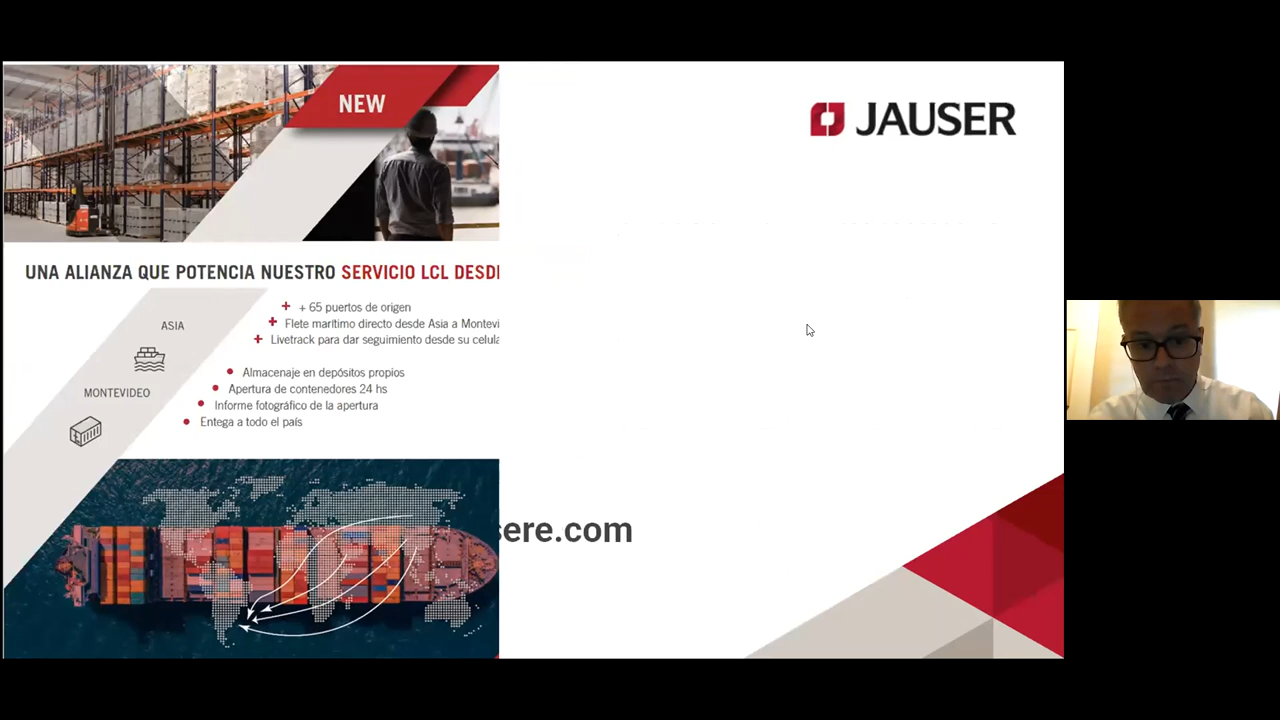 NEW
JAUSER
UNA ALIANZA QUE POTENCIA NUESTRO SERVICIO LCL DESD
+ 65 puertos de origen
Flete marítimo directo desde Asia a Montevi
Livetrack para dar seguimiento desde su celula
ASIA
Almacenaje en depósitos propios
Apertura de contenedores 24 hs
MONTEVIDEO
Informe fotográfico de la apertura
Entega a todo el país
sere.com